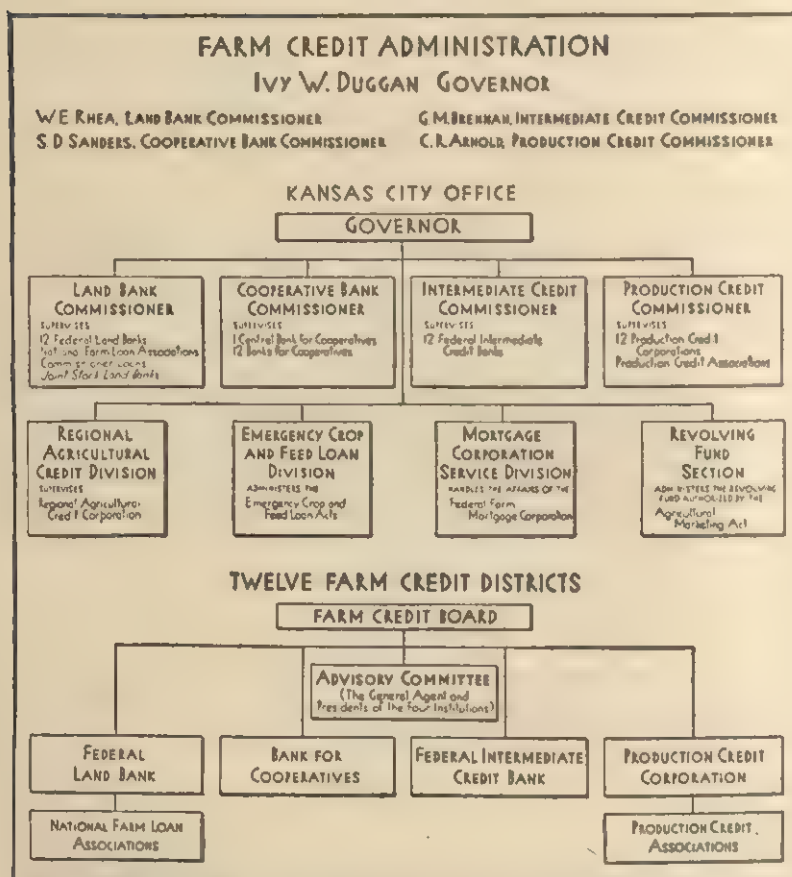 FARM CREDIT ADMINISTRATION
IVY W. DUGGAN GOVERNOR
W.E RHEA, LAND BANK COMMISSIONER
G.M.BRENNAN, INTERMEDIATE CREDIT COMMISSIONER
S.D SANDERS, COOPERATIVE BANK COMMISSIONER
C.R.ARNOLD, PRODUCTION CREDIT COMMISSIONER
KANSAS CITY OFFICE
GOVERNOR
LAND BANK
COMMISSIONER
SUPERVISES
12 Federal Land Banks
National Farm Loan Associations
Commissioner Loans
Joint Stock Land Banks
COOPERATIVE BANK
COMMISSIONER
SUPERVISES
1 Central Bank for Cooperatives
12 Banks for Cooperatives
INTERMEDIATE CREDIT
COMMISSIONER
SUPERVISES
12 Federal Intermediate
Credit Banks
PRODUCTION CREDIT
COMMISSIONER
SUPERVISES
12 Production Credit
Corporations
Production Credit Associations
REGIONAL
AGRICULTURAL
CREDIT DIVISION
SUPERVISES
Regional Agricultural
Credit Corporation
EMERGENCY CROP
AND FEED LOAN
DIVISION
ADMINISTERS THE
Emergency Crop and
Feed Loan Acts
MORTGAGE
CORPORATION
SERVICE DIVISION
HANDLES THE AFFAIRS OF THE
Federal Farm
Mortgage Corporation
REVOLVING
FUND
SECTION
ADMINISTERS THE REVOLVING
FUND AUTHORIZED BY THE
Agricultural
Marketing Act
TWELVE FARM CREDIT DISTRICTS
FARM CREDIT BOARD
ADVISORY COMMITTEE
(The General Agent and
Presidents of the Four Institutions)
FEDERAL
LAND BANK
BANK FOR
COOPERATIVES
FEDERAL INTERMEDIATE
CREDIT BANK
PRODUCTION CREDIT
CORPORATION
NATIONAL FARM LOAN
ASSOCIATIONS
PRODUCTION CREDIT
ASSOCIATIONS